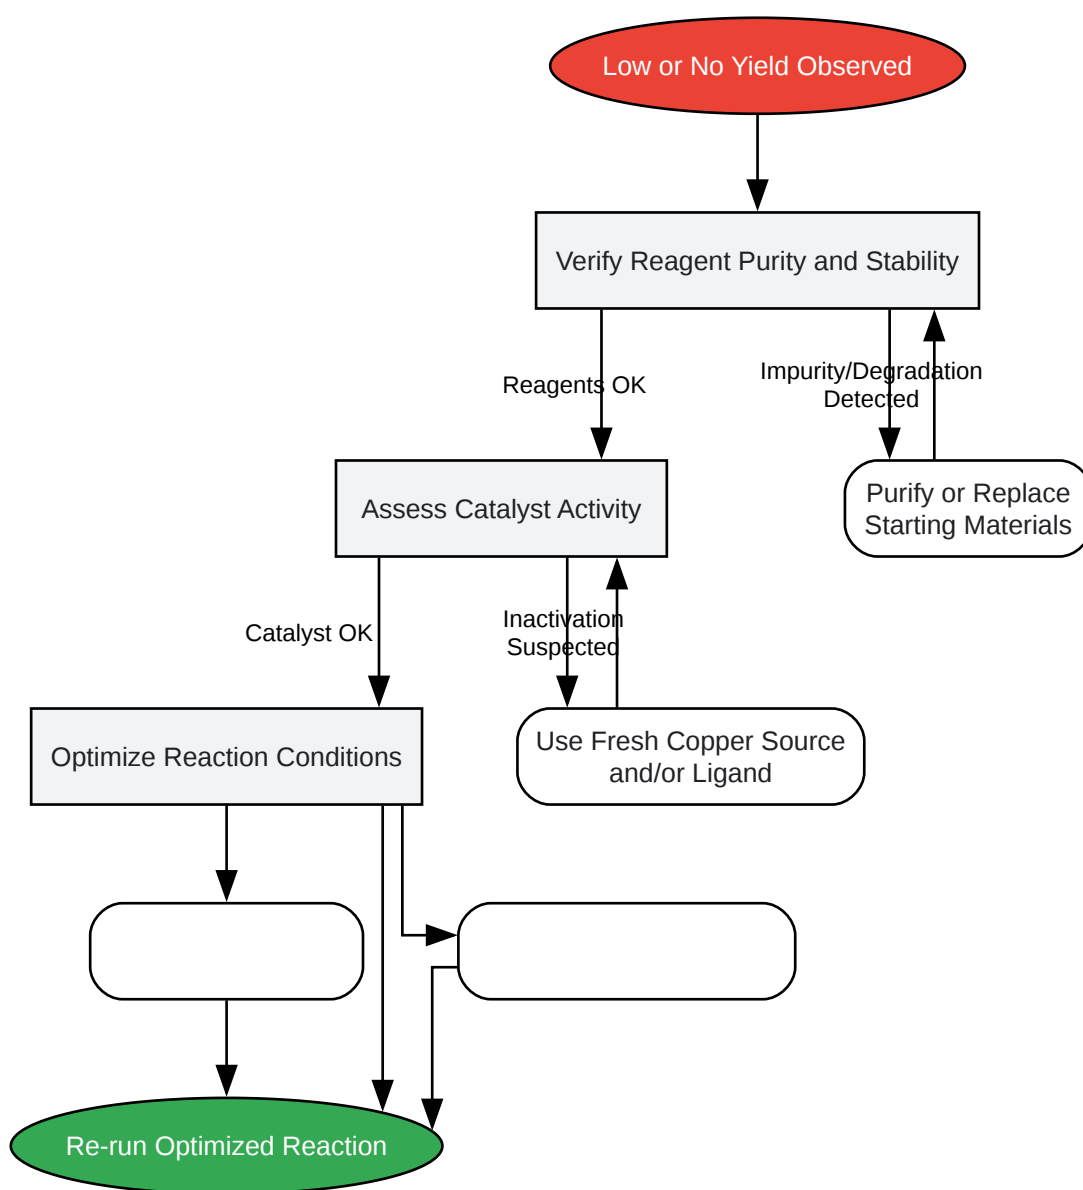 Low or No Yield Observed
Verify Reagent Purity and Stability
Reagents OK
Impurity/Degradation
Detected
Assess Catalyst Activity
Purify or Replace
Starting Materials
Catalyst OK
Inactivation
Suspected
Optimize Reaction Conditions
Use Fresh Copper Source
and/or Ligand
Re-run Optimized Reaction